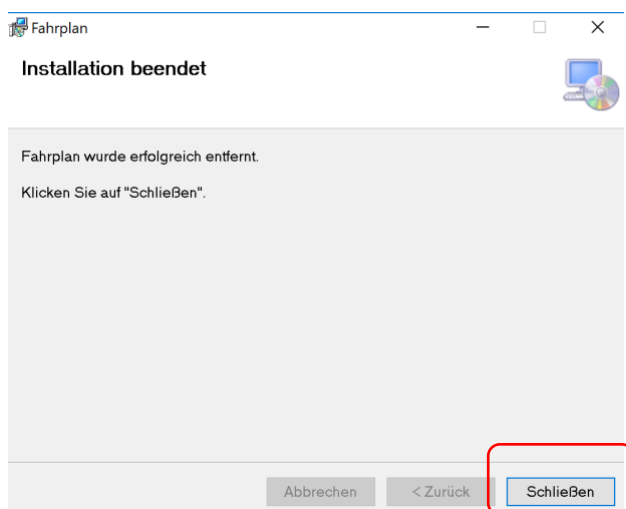 Fahrplan
Installation beendet
Fahrplan wurde erfolgreich entfernt.
Klicken Sie auf "Schließen".
Abbrechen
< Zurück
Schließen